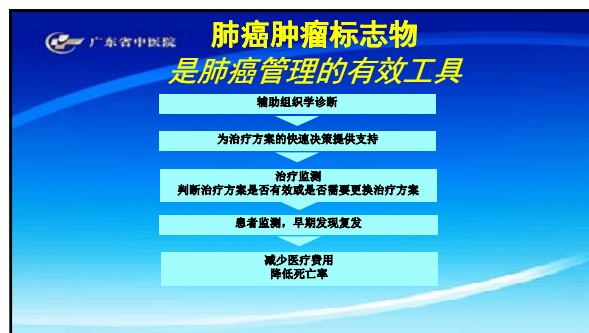 广东省中医院
肺癌肿瘤标志物
是肺癌管理的有效工具
辅助组织学诊断
为治疗方案的快速决策提供支持
治疗监测
判断治疗方案是否有效或是否需要更换治疗方案
患者监测，早期发现复发
减少医疗费用
降低死亡率